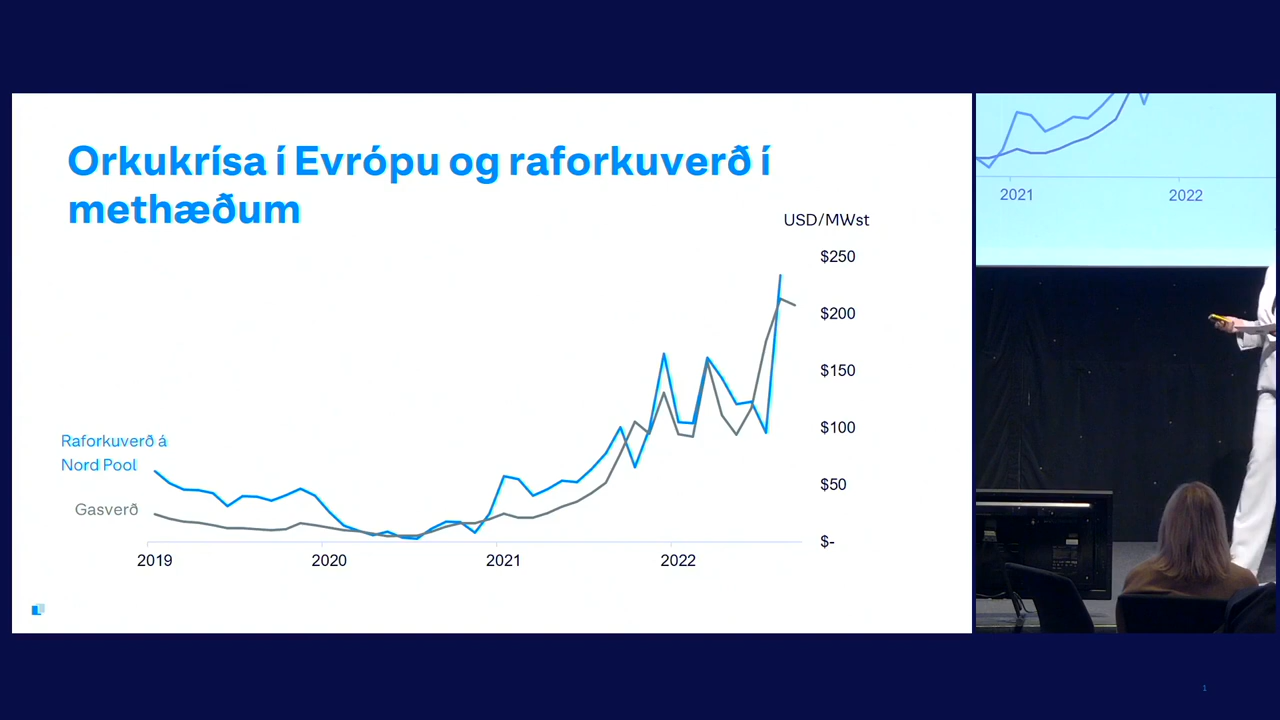 Orkukrísa í Evrópu og raforkuverð í
methæðum
USD/MWst
$250
$200
$150
$100
$50
$-
Raforkuverð á
Nord Pool
Gasverð
2019
2020
2021
2022
2021
2022
1